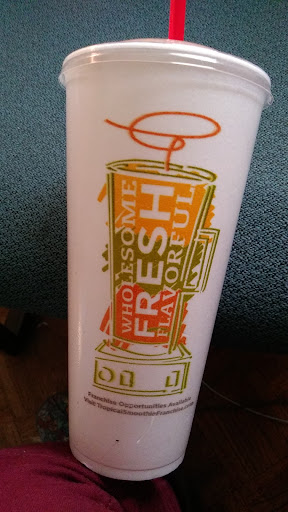 WHOLESOME
FRESH
FLAVORFUL
Franchise Opportunities Available
Visit TropicalSmoothieFranchise.com